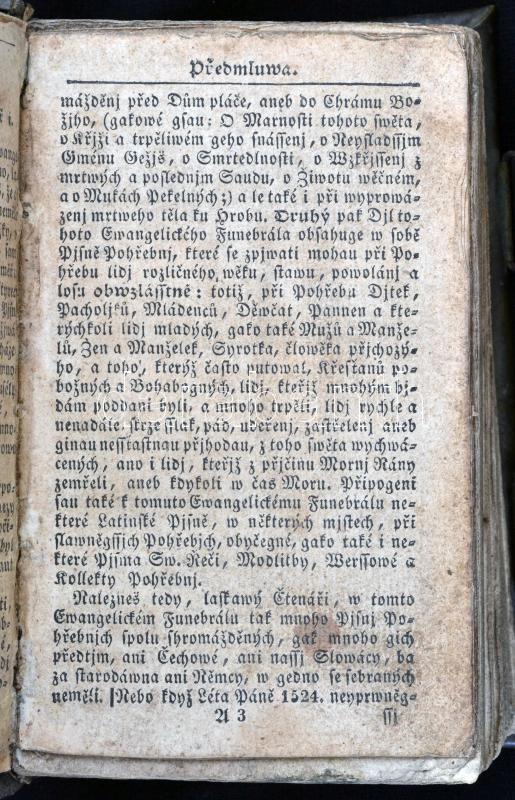 Předmluwa.
mážděnj před Dům pláče, aneb do Chrámu Bo-
žjho, (gakowé gsau: O Marnosti tohoto swěta,
o Křjži a trpěliwém geho snássenj, o Neysladssjm
Gménu Gežjš, o Smrtedlnosti, o Wzkřjssenj z
mrtwých a poslednjm Saudu, o Žiwotu wěčném,
a o Mukách Pekelných;) a le také i při wyprowá-
zenj mrtweho těla ku Hrobu. Druhý pak Djl to-
hoto Ewangelického Funebrála obsahuge w sobě
Pjsně Pohřebnj, které se zpjwati mohau při Po-
hřebu lidj rozličného wěku, stawu, powolánj a
losu obwzlásstně: totiž, při Pohřebu Djtek,
Pacholjků, Mládenců, Děwčat, Pannen a kte-
rýchkoli lidj mladých, gako také Mužů a Manže-
lů, Žen a Manželek, Syrotka, člowěka přjchozý-
ho, a toho, kterýž často putowal, Křesťanů po-
božných a Bohabogných, lidj, kteřjž mnohým bj-
dám poddani byli, a mnoho trpěli, lidj rychle a
nenadále, skrze sslak, pád, udeřenj, zastřelenj aneb
ginau nesstastnau přjhodau, z toho swěta wychwá-
cených, ano i lidj, kteřjž z přjčiny Mornj Rány
zemřeli, aneb kdykoli w čas Moru. Připogeni
sau také k tomuto Ewangelickému Funebrálu ne-
které Latinské Pjsně, w některých mjstech, při
slawněgssjch Pohřebjch, obyčegné, gako také i ne-
které Pjsma Sw. Řeči, Modlitby, Werssowé a
Kollekty Pohřebnj.
Nalezneš tedy, laskawý Čtenáři, w tomto
Ewangelickém Funebrálu tak mnoho Pjsnj Po-
hřebnjch spolu shromážděných, gak mnoho gich
předtjm, ani Čechowé, ani nassj Slowácy, ba
za starodáwna ani Němcy, w gedno se sebraných
neměli. Nebo když Léta Páně 1524. neyprwněg-
A 3 ssj